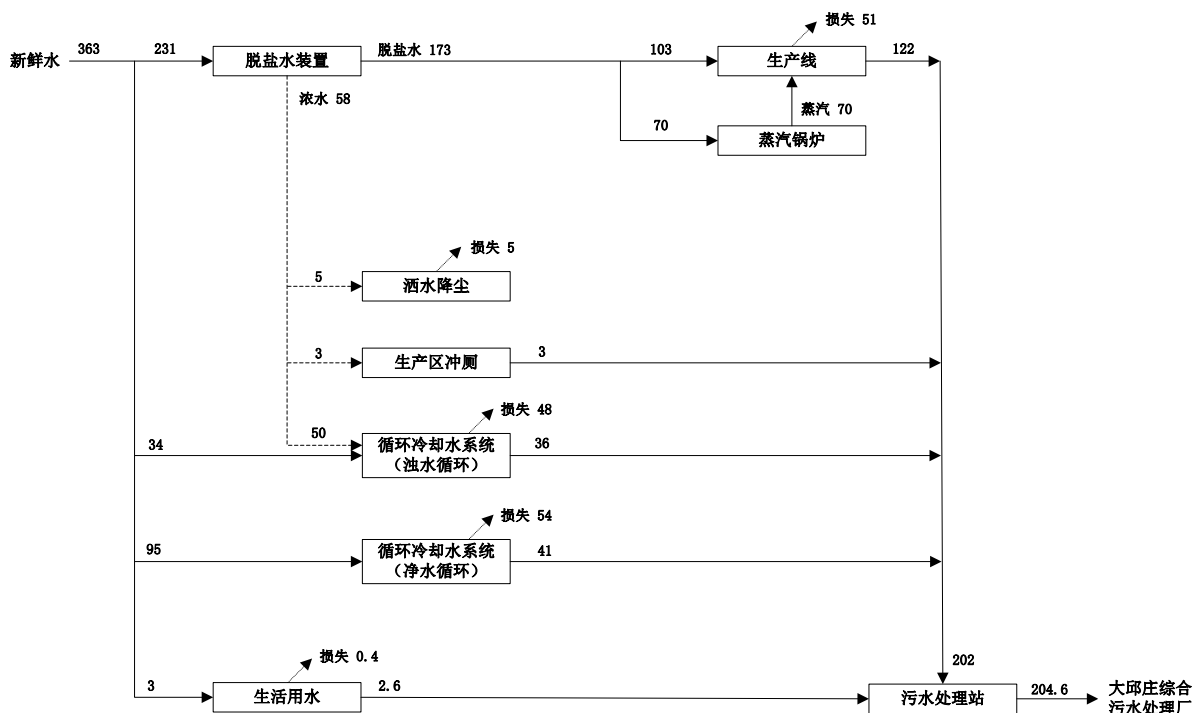 损失 51
363
231
脱盐水 173
103
122
新鲜水
脱盐水装置
生产线
浓水 58
蒸汽 70
70
蒸汽锅炉
损失 5
5
洒水降尘
3
生产区冲厕
3
损失 48
50
34
循环冷却水系统
(浊水循环)
36
损失 54
95
循环冷却水系统
(净水循环)
41
损失 0.4
202
3
生活用水
2.6
污水处理站
204.6
大邱庄综合
污水处理厂